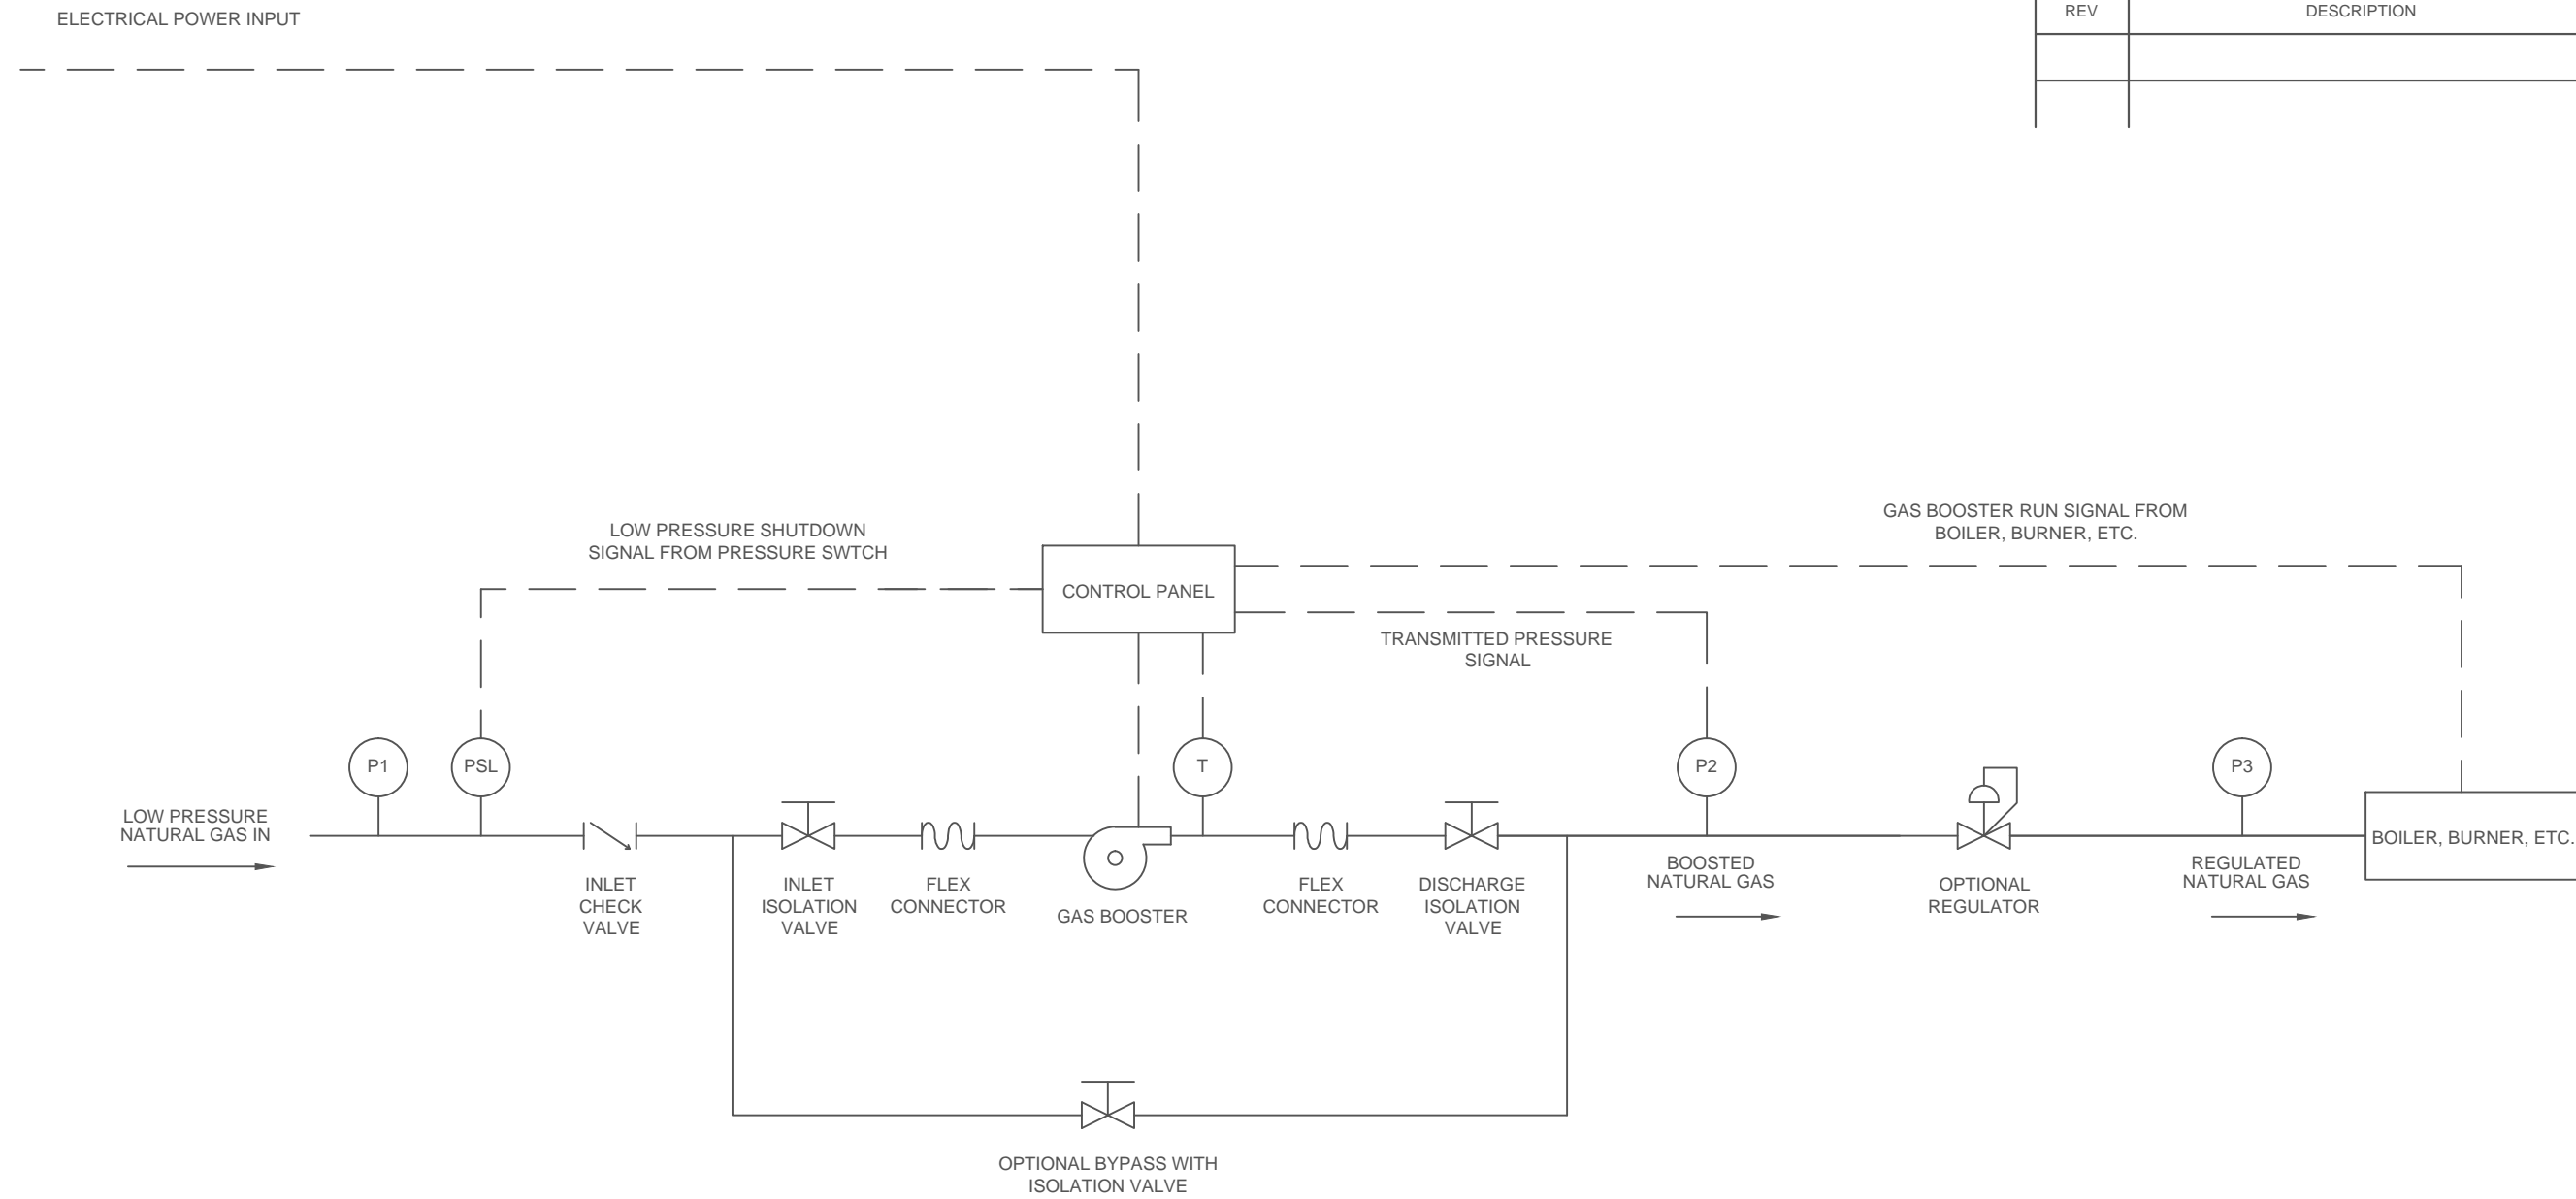 ELECTRICAL POWER INPUT
REV
DESCRIPTION
GAS BOOSTER RUN SIGNAL FROM
BOILER, BURNER, ETC.
LOW PRESSURE SHUTDOWN
SIGNAL FROM PRESSURE SWTCH
CONTROL PANEL
TRANSMITTED PRESSURE
SIGNAL
P1
PSL
T
P2
P3
LOW PRESSURE
NATURAL GAS IN
BOILER, BURNER, ETC.
INLET
CHECK
VALVE
INLET
ISOLATION
VALVE
FLEX
CONNECTOR
GAS BOOSTER
FLEX
CONNECTOR
DISCHARGE
ISOLATION
VALVE
BOOSTED
NATURAL GAS
OPTIONAL
REGULATOR
REGULATED
NATURAL GAS
OPTIONAL BYPASS WITH
ISOLATION VALVE